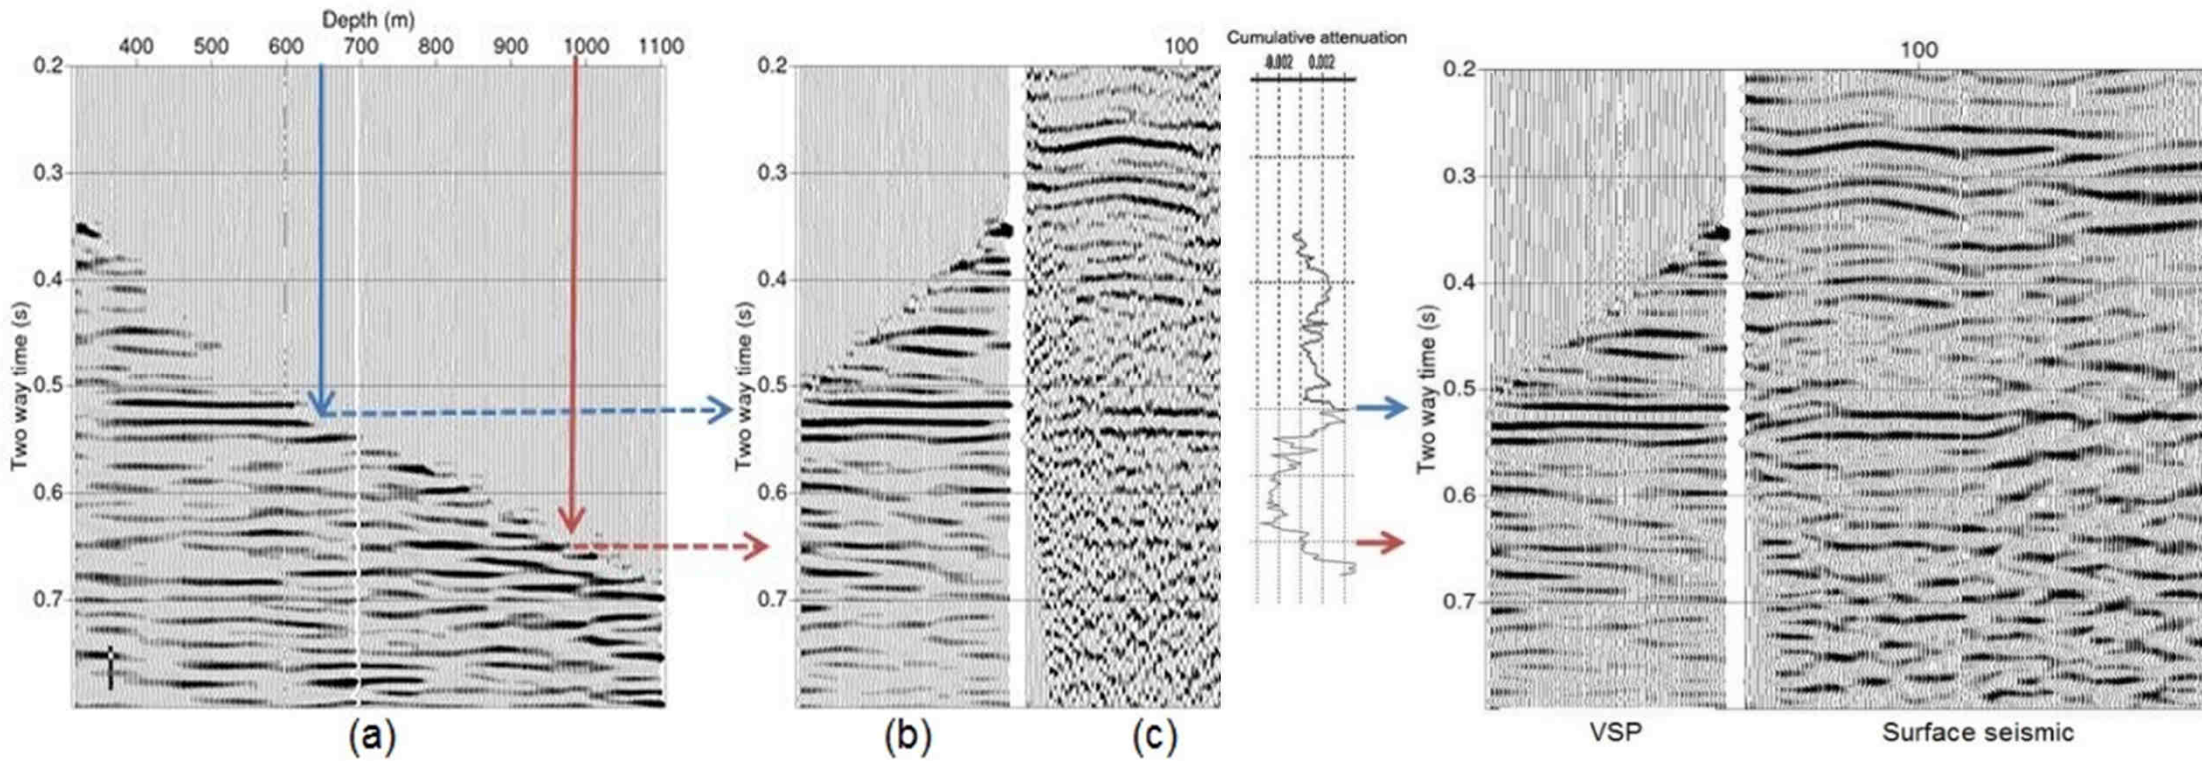 Depth (m)
400 500 600 700 800 900 1000 1100
0.2
0.3
0.4
0.5
0.6
0.7
Two way time (s)
(a)
100
0.2
0.3
0.4
0.5
0.6
0.7
Two way time (s)
(b)
(c)
Cumulative attenuation
-0.002 0.002
100
0.2
0.3
0.4
0.5
0.6
0.7
Two way time (s)
VSP
Surface seismic